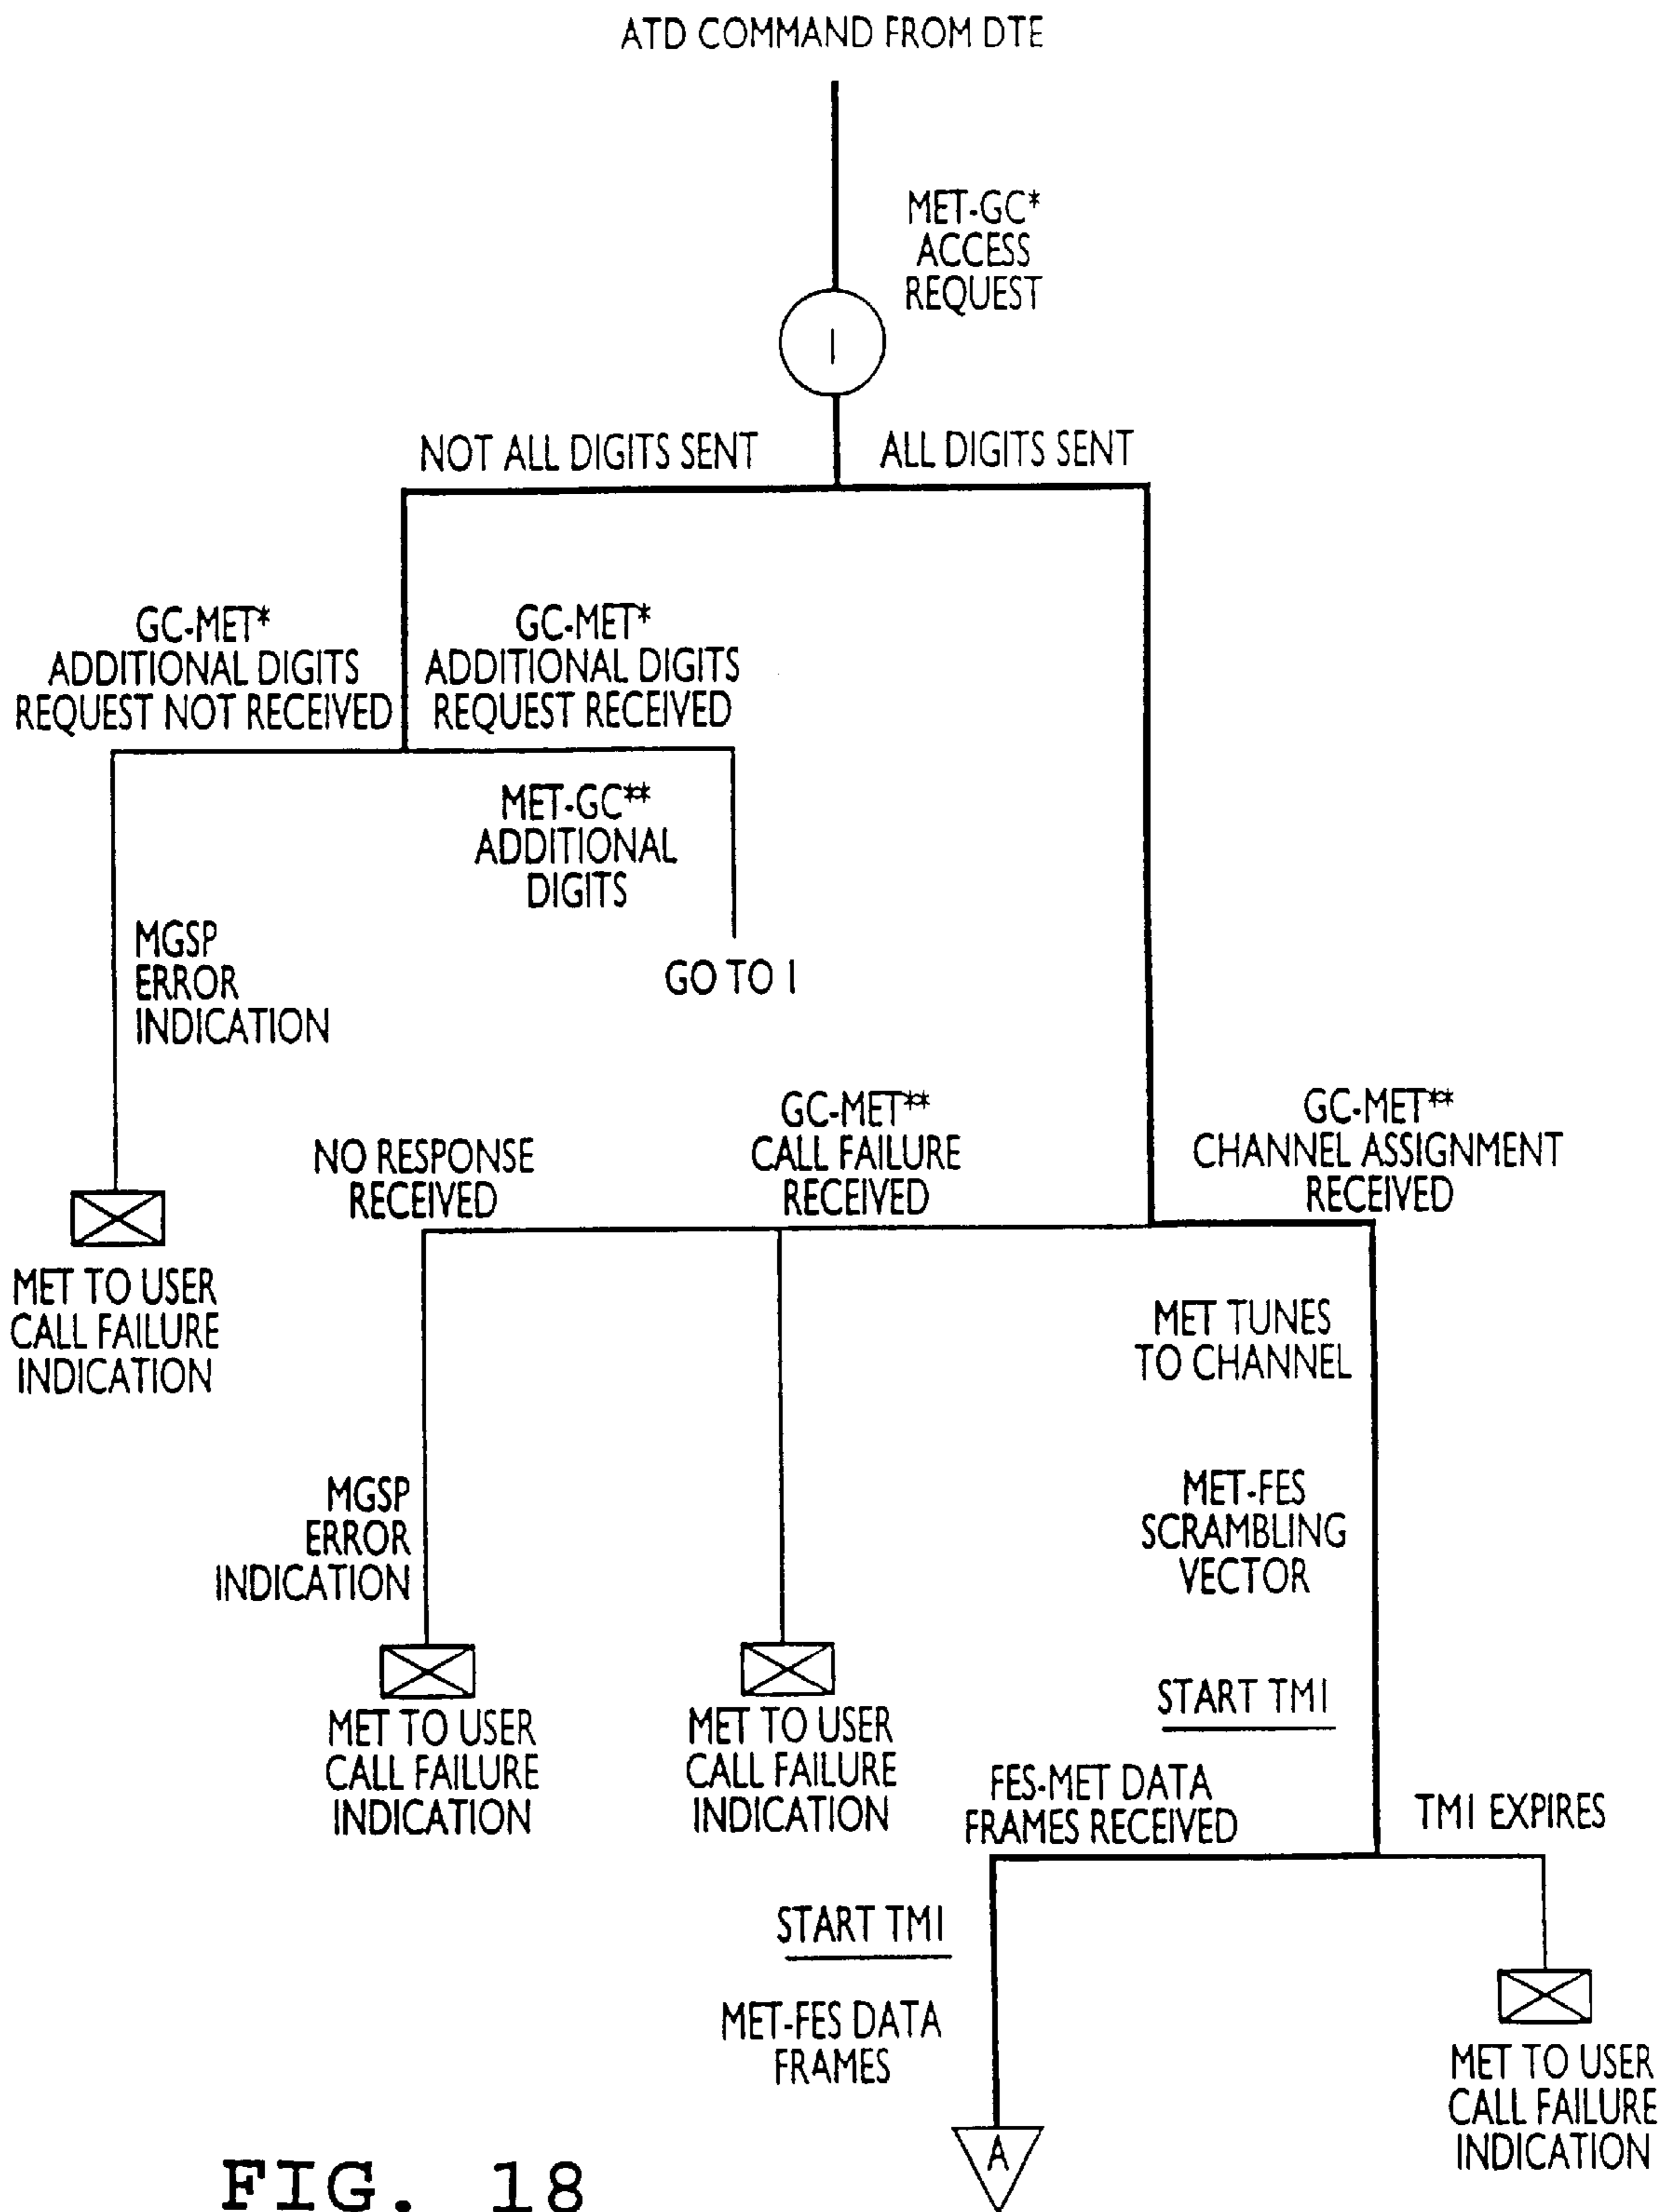 ATD COMMAND FROM DTE
MET-GC*
ACCESS
REQUEST
1
NOT ALL DIGITS SENT
ALL DIGITS SENT
GC-MET*
ADDITIONAL DIGITS
REQUEST NOT RECEIVED
GC-MET*
ADDITIONAL DIGITS
REQUEST RECEIVED
MET-GC**
ADDITIONAL
DIGITS
GO TO 1
MGSP
ERROR
INDICATION
MET TO USER
CALL FAILURE
INDICATION
NO RESPONSE
RECEIVED
GC-MET**
CALL FAILURE
RECEIVED
GC-MET**
CHANNEL ASSIGNMENT
RECEIVED
MGSP
ERROR
INDICATION
MET TO USER
CALL FAILURE
INDICATION
MET TO USER
CALL FAILURE
INDICATION
MET TUNES
TO CHANNEL
MET-FES
SCRAMBLING
VECTOR
START TM1
FES-MET DATA
FRAMES RECEIVED
TM1 EXPIRES
START TM1
MET-FES DATA
FRAMES
A
MET TO USER
CALL FAILURE
INDICATION
FIG. 18